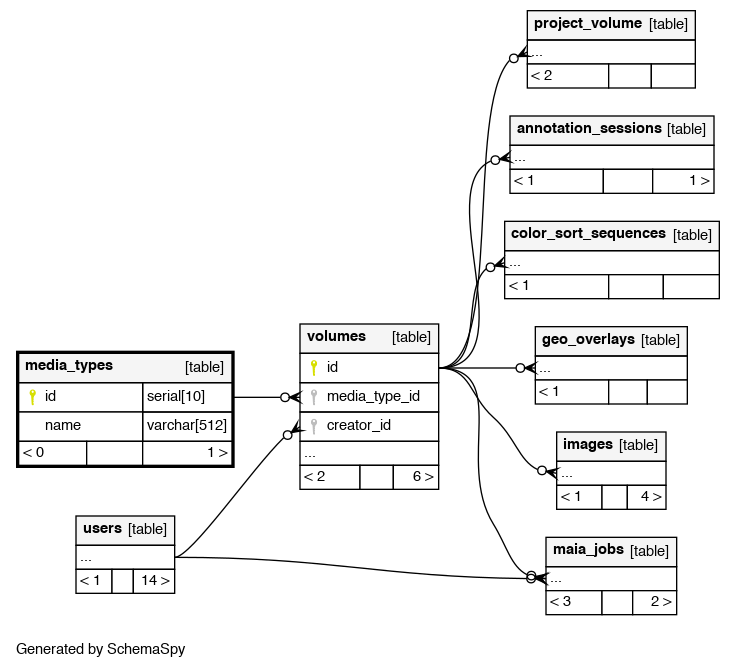 project_volume [table]
...
< 2
annotation_sessions [table]
...
< 1 1 >
color_sort_sequences [table]
...
< 1
geo_overlays [table]
...
< 1
images [table]
...
< 1 4 >
maia_jobs [table]
...
< 3 2 >
volumes [table]
id
media_type_id
creator_id
...
< 2 6 >
media_types [table]
id serial[10]
name varchar[512]
< 0 1 >
users [table]
...
< 1 14 >
Generated by SchemaSpy